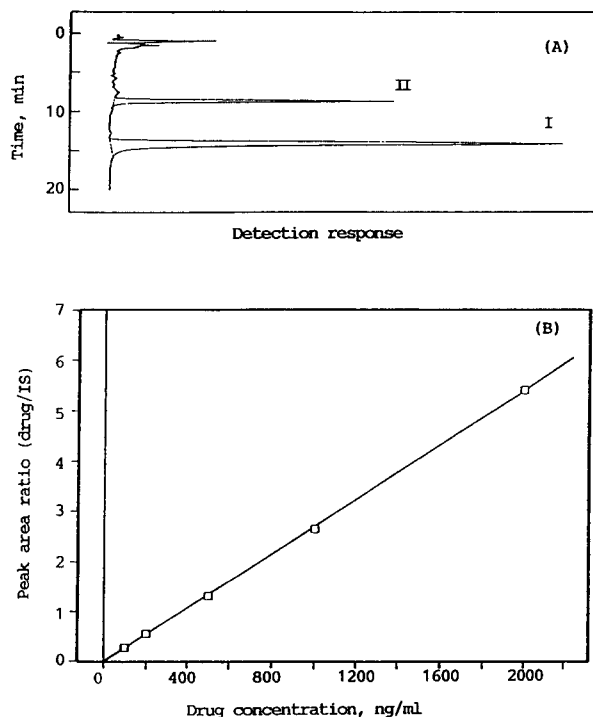 (A)
0
10
20
Time, min
II
I
Detection response
(B)
7
6
5
4
3
2
1
0
Peak area ratio (drug/IS)
0 400 800 1200 1600 2000
Drug concentration, ng/ml